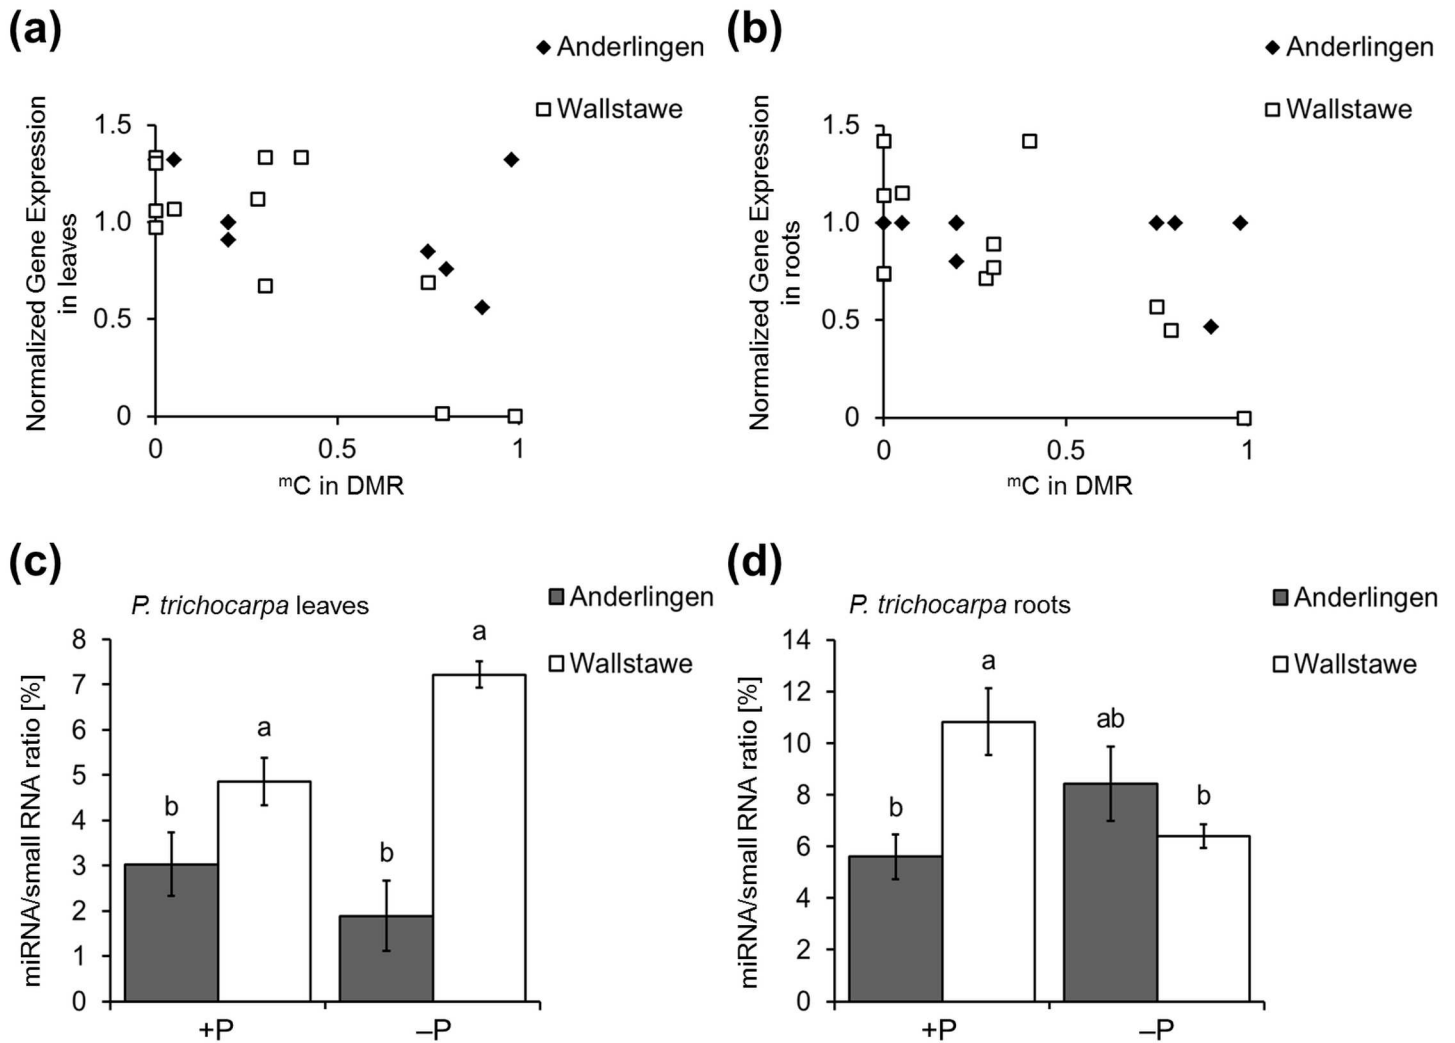 (a)
Anderlingen
Wallstawe
Normalized Gene Expression
in leaves
1.5
1.0
0.5
0
0
0.5
1
ᵐC in DMR
(b)
Anderlingen
Wallstawe
Normalized Gene Expression
in roots
1.5
1.0
0.5
0
0
0.5
1
ᵐC in DMR
(c)
P. trichocarpa leaves
Anderlingen
Wallstawe
miRNA/small RNA ratio [%]
8
7
6
5
4
3
2
1
0
b
a
b
a
+P
–P
(d)
P. trichocarpa roots
Anderlingen
Wallstawe
miRNA/small RNA ratio [%]
14
12
10
8
6
4
2
0
b
a
ab
b
+P
–P